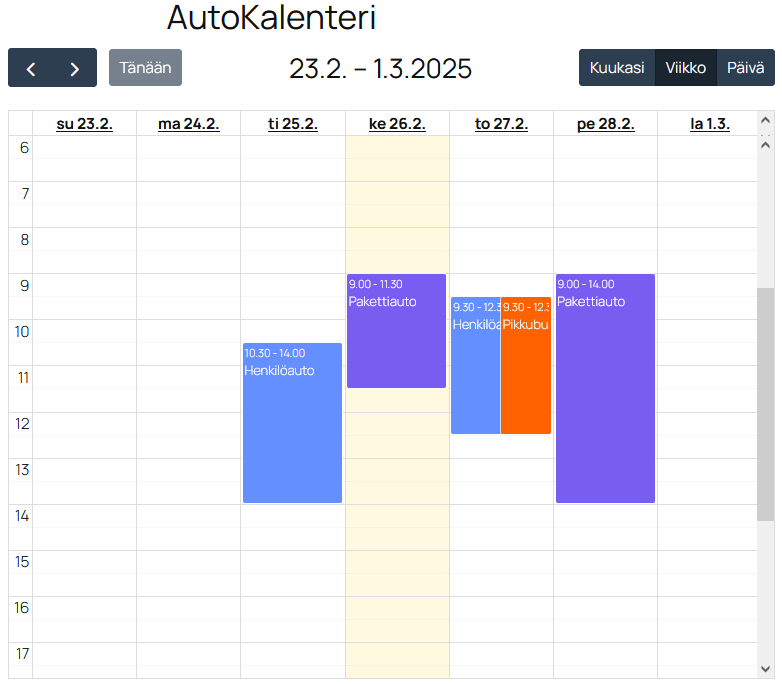 AutoKalenteri
Tänään
23.2. – 1.3.2025
Kuukasi Viikko Päivä
su 23.2. ma 24.2. ti 25.2. ke 26.2. to 27.2. pe 28.2. la 1.3.
6
7
8
9
9.00 - 11.30
Pakettiauto
9.30 - 12.3
Henkilöa
9.30 - 12.3
Pikkubu
9.00 - 14.00
Pakettiauto
10
10.30 - 14.00
Henkilöauto
11
12
13
14
15
16
17